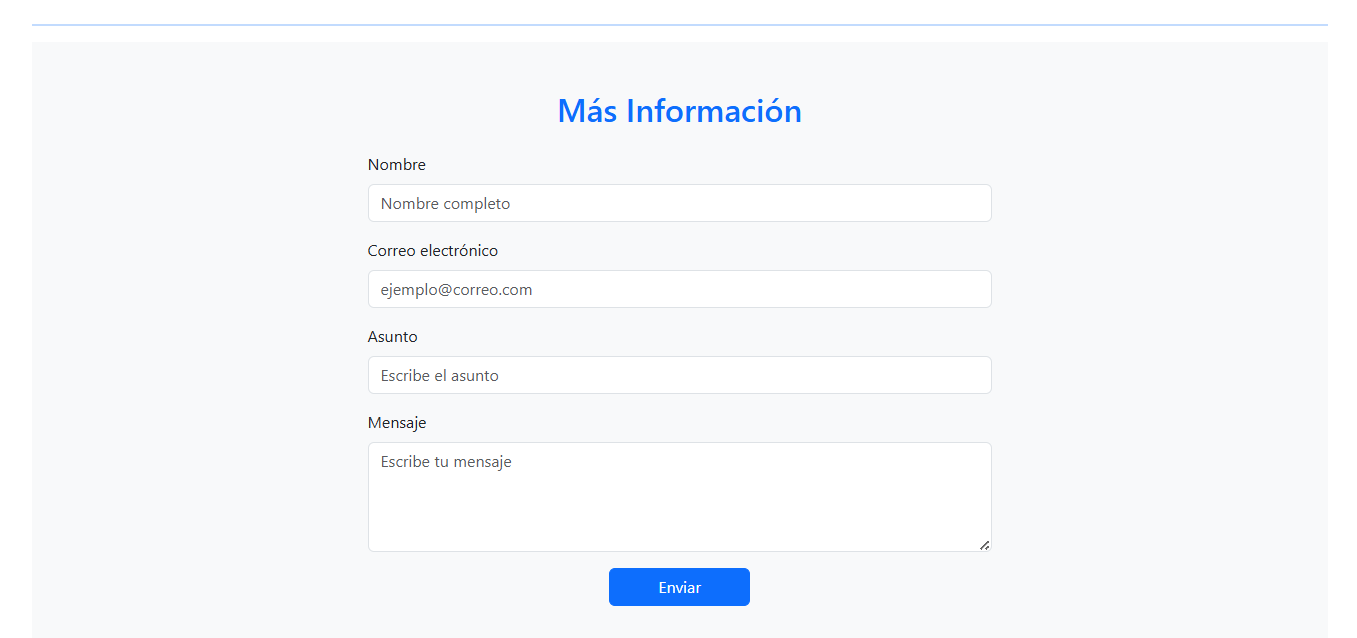 Más Información
Nombre
Nombre completo
Correo electrónico
ejemplo@correo.com
Asunto
Escribe el asunto
Mensaje
Escribe tu mensaje
Enviar